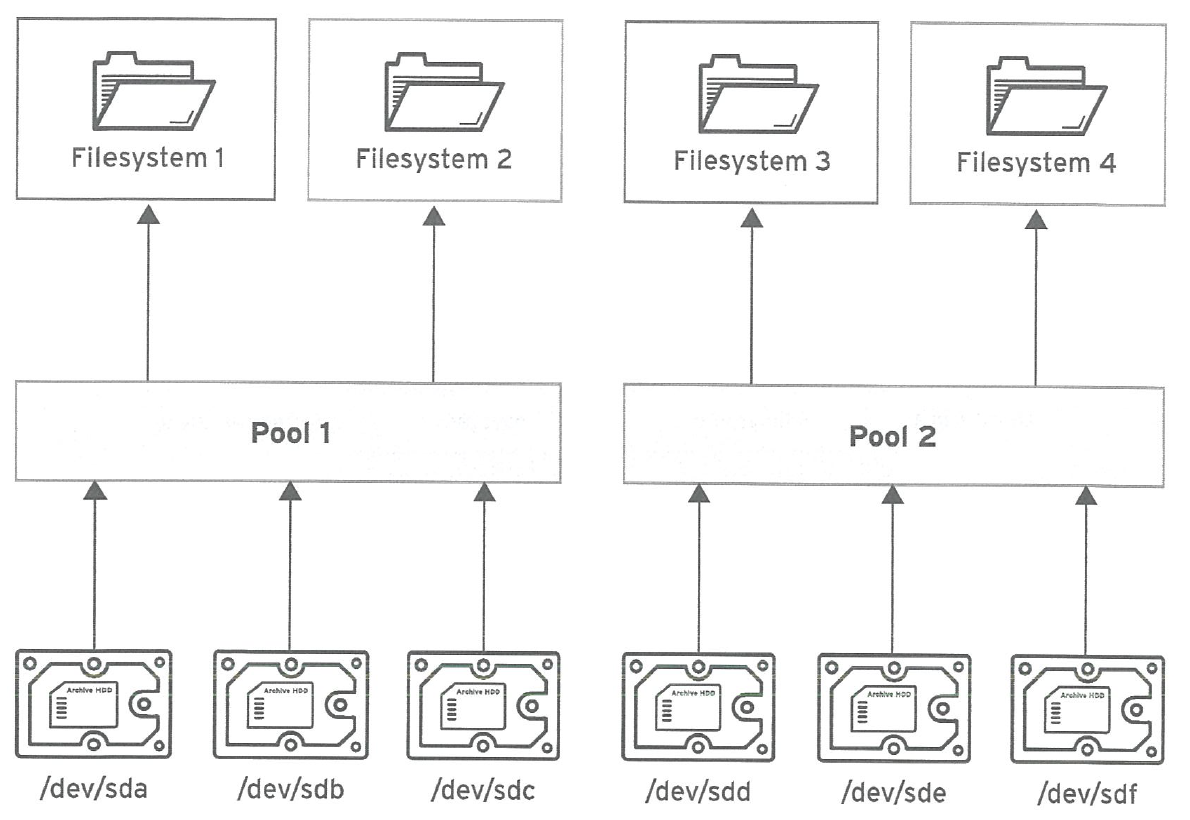 Filesystem 1
Filesystem 2
Filesystem 3
Filesystem 4
Pool 1
Pool 2
Archive HDD
Archive HDD
Archive HDD
Archive HDD
Archive HDD
Archive HDD
/dev/sda
/dev/sdb
/dev/sdc
/dev/sdd
/dev/sde
/dev/sdf